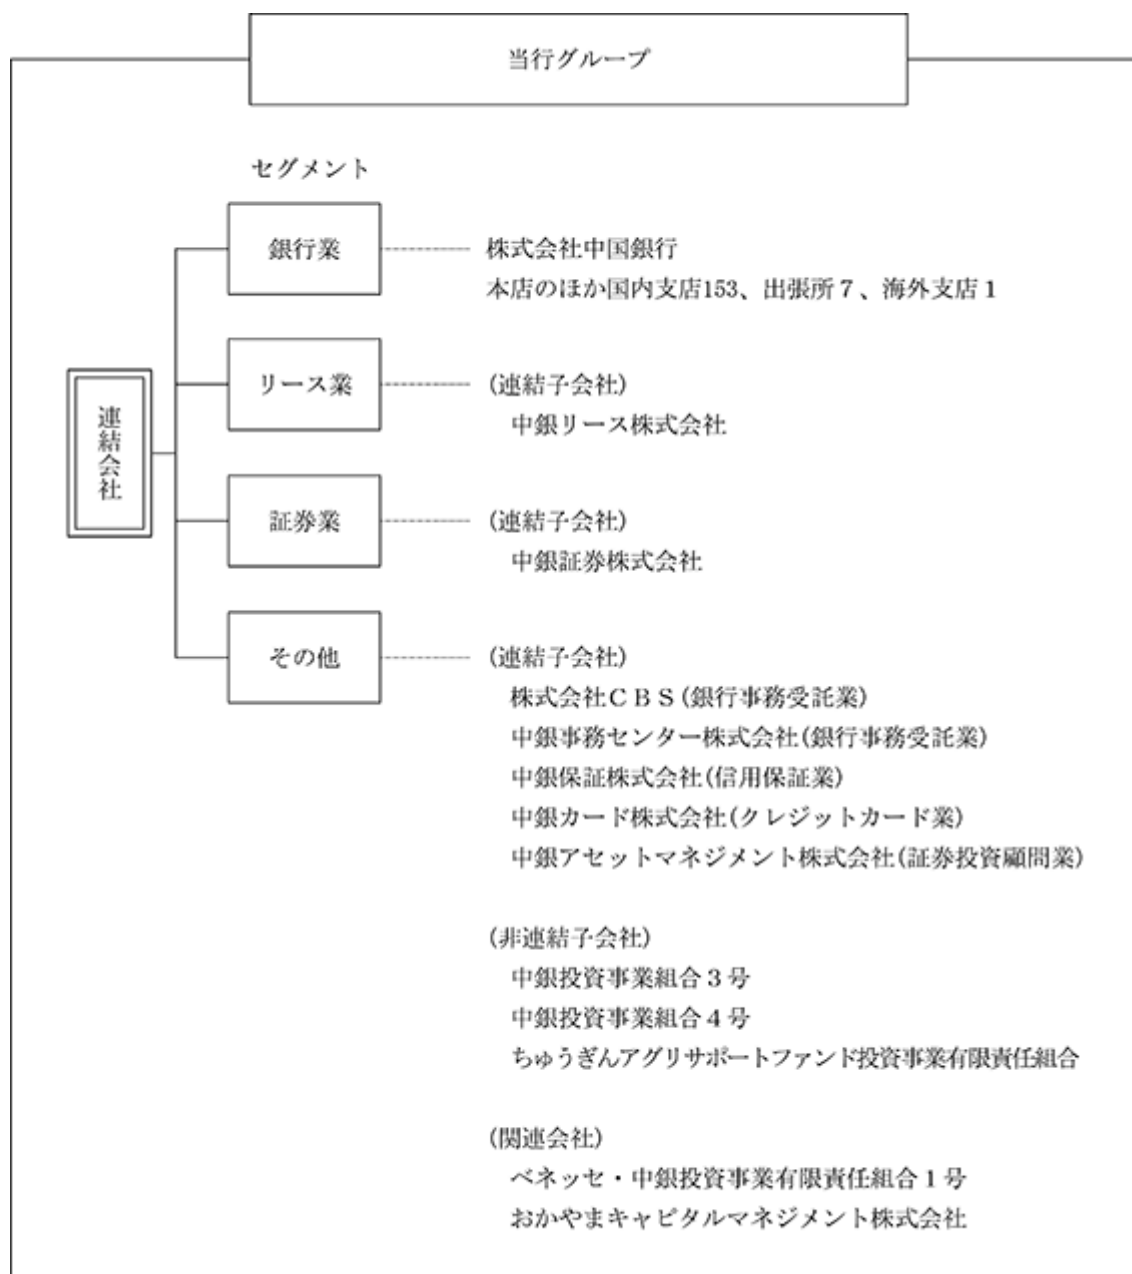 当行グループ
セグメント
銀行業
株式会社中国銀行
本店のほか国内支店153、出張所7、海外支店1
リース業
(連結子会社)
中銀リース株式会社
連結会社
証券業
(連結子会社)
中銀証券株式会社
その他
(連結子会社)
株式会社CBS(銀行事務受託業)
中銀事務センター株式会社(銀行事務受託業)
中銀保証株式会社(信用保証業)
中銀カード株式会社(クレジットカード業)
中銀アセットマネジメント株式会社(証券投資顧問業)
(非連結子会社)
中銀投資事業組合3号
中銀投資事業組合4号
ちゅうぎんアグリサポートファンド投資事業有限責任組合
(関連会社)
ベネッセ・中銀投資事業有限責任組合1号
おかやまキャピタルマネジメント株式会社